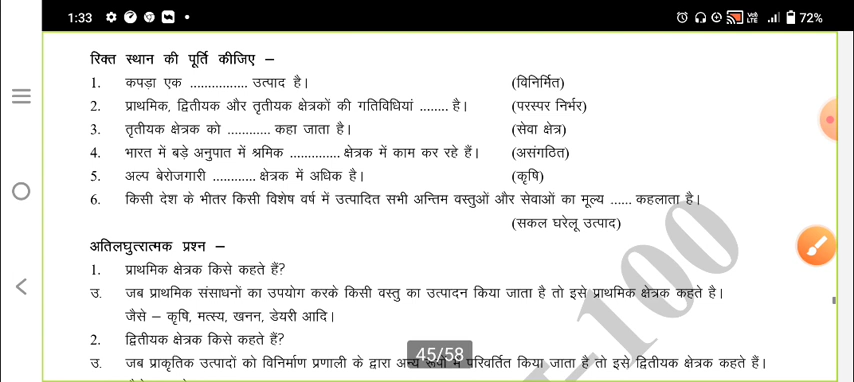 1:33
Vo)) LTE 72%
रिक्त स्थान की पूर्ति कीजिए –
1. कपड़ा एक ................ उत्पाद है। (विनिर्मित)
2. प्राथमिक, द्वितीयक और तृतीयक क्षेत्रकों की गतिविधियां ........ है। (परस्पर निर्भर)
3. तृतीयक क्षेत्रक को ............ कहा जाता है। (सेवा क्षेत्र)
4. भारत में बड़े अनुपात में श्रमिक .............. क्षेत्रक में काम कर रहे हैं। (असंगठित)
5. अल्प बेरोजगारी ............ क्षेत्रक में अधिक है। (कृषि)
6. किसी देश के भीतर किसी विशेष वर्ष में उत्पादित सभी अन्तिम वस्तुओं और सेवाओं का मूल्य ...... कहलाता है।
(सकल घरेलू उत्पाद)
अतिलघुत्तरात्मक प्रश्न –
1. प्राथमिक क्षेत्रक किसे कहते हैं?
उ. जब प्राथमिक संसाधनों का उपयोग करके किसी वस्तु का उत्पादन किया जाता है तो इसे प्राथमिक क्षेत्रक कहते है।
जैसे – कृषि, मत्स्य, खनन, डेयरी आदि।
2. द्वितीयक क्षेत्रक किसे कहते हैं?
उ. जब प्राकृतिक उत्पादों को विनिर्माण प्रणाली के द्वारा अन्य रूपों में परिवर्तित किया जाता है तो इसे द्वितीयक क्षेत्रक कहते हैं।
45/58
-100